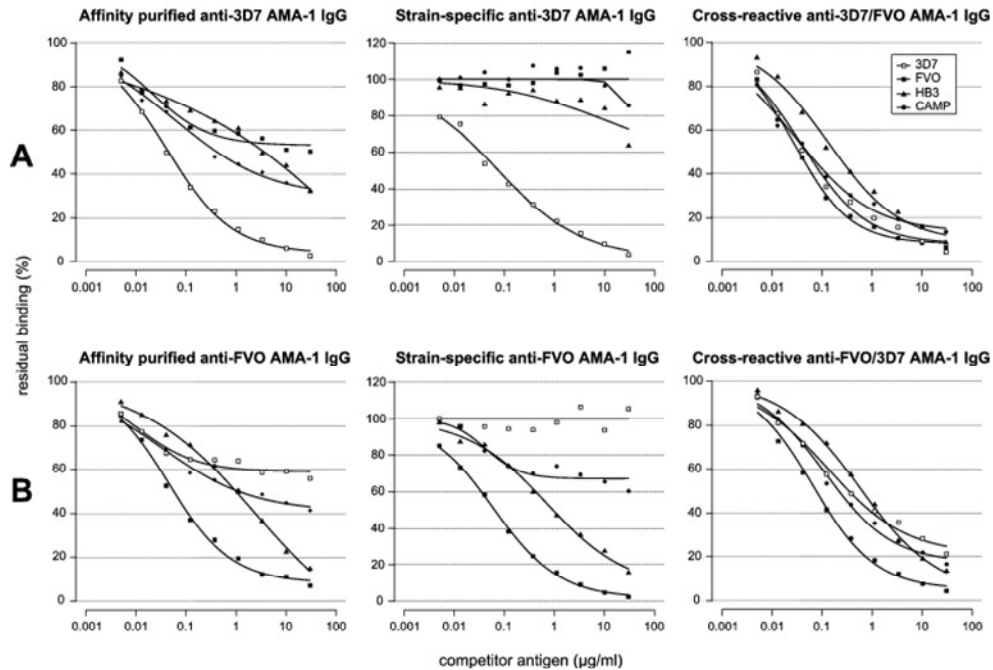 Affinity purified anti-3D7 AMA-1 IgG
Strain-specific anti-3D7 AMA-1 IgG
Cross-reactive anti-3D7/FVO AMA-1 IgG
A
100
80
60
40
20
0
0.001 0.01 0.1 1 10 100
120
100
80
60
40
20
0
0.001 0.01 0.1 1 10 100
100
80
60
40
20
0
0.001 0.01 0.1 1 10 100
3D7
FVO
HB3
CAMP
residual binding (%)
Affinity purified anti-FVO AMA-1 IgG
Strain-specific anti-FVO AMA-1 IgG
Cross-reactive anti-FVO/3D7 AMA-1 IgG
B
100
80
60
40
20
0
0.001 0.01 0.1 1 10 100
120
100
80
60
40
20
0
0.001 0.01 0.1 1 10 100
100
80
60
40
20
0
0.001 0.01 0.1 1 10 100
competitor antigen (µg/ml)